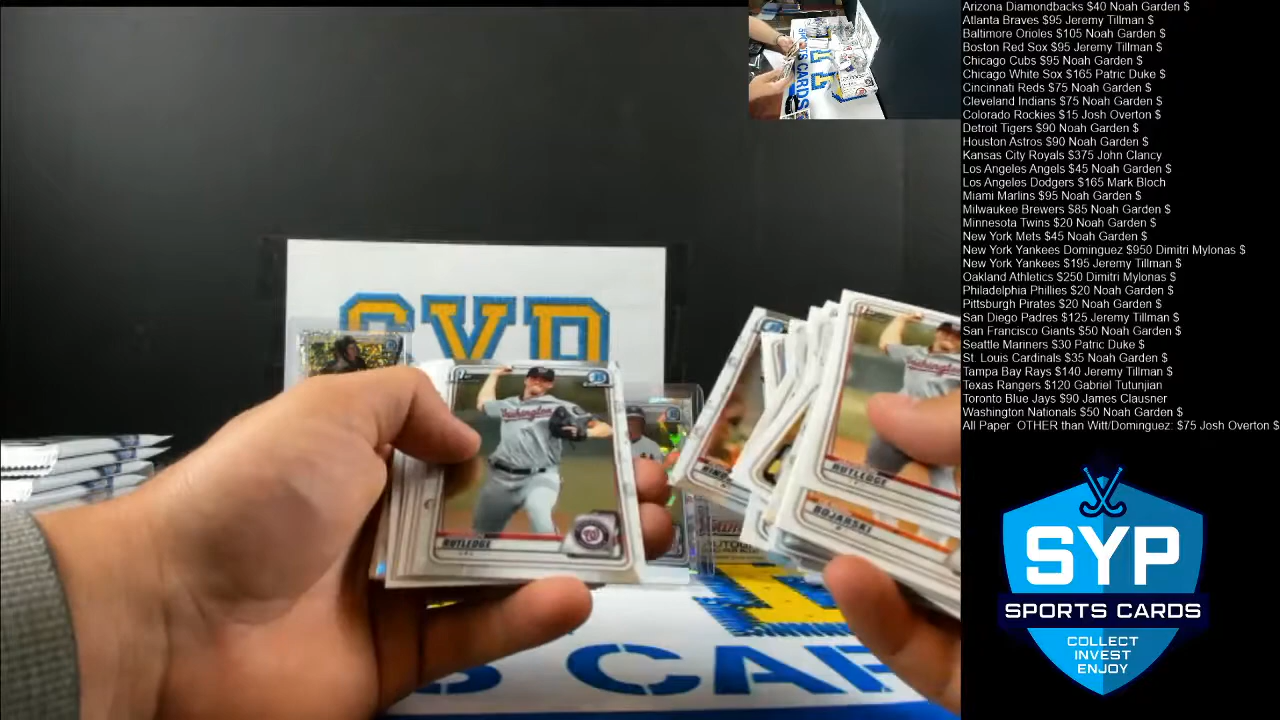 Arizona Diamondbacks $40 Noah Garden $
Atlanta Braves $95 Jeremy Tillman $
Baltimore Orioles $105 Noah Garden $
Boston Red Sox $95 Jeremy Tillman $
Chicago Cubs $95 Noah Garden $
Chicago White Sox $165 Patric Duke $
Cincinnati Reds $75 Noah Garden $
Cleveland Indians $75 Noah Garden $
Colorado Rockies $15 Josh Overton $
Detroit Tigers $90 Noah Garden $
Houston Astros $90 Noah Garden $
Kansas City Royals $375 John Clancy
Los Angeles Angels $45 Noah Garden $
Los Angeles Dodgers $165 Mark Bloch
Miami Marlins $95 Noah Garden $
Milwaukee Brewers $85 Noah Garden $
Minnesota Twins $20 Noah Garden $
New York Mets $45 Noah Garden $
New York Yankees Dominguez $950 Dimitri Mylonas $
New York Yankees $195 Jeremy Tillman $
Oakland Athletics $250 Dimitri Mylonas $
Philadelphia Phillies $20 Noah Garden $
Pittsburgh Pirates $20 Noah Garden $
San Diego Padres $125 Jeremy Tillman $
San Francisco Giants $50 Noah Garden $
Seattle Mariners $30 Patric Duke $
St. Louis Cardinals $35 Noah Garden $
Tampa Bay Rays $140 Jeremy Tillman $
Texas Rangers $120 Gabriel Tutunjian
Toronto Blue Jays $90 James Clausner
Washington Nationals $50 Noah Garden $
All Paper OTHER than Witt/Dominguez: $75 Josh Overton $
SYP
SPORTS CARDS
COLLECT
INVEST
ENJOY
SYP
S CAR
RUTLEDGE
Washington
W
RUTLEDGE
BOJARSKI
SPORTS CARDS